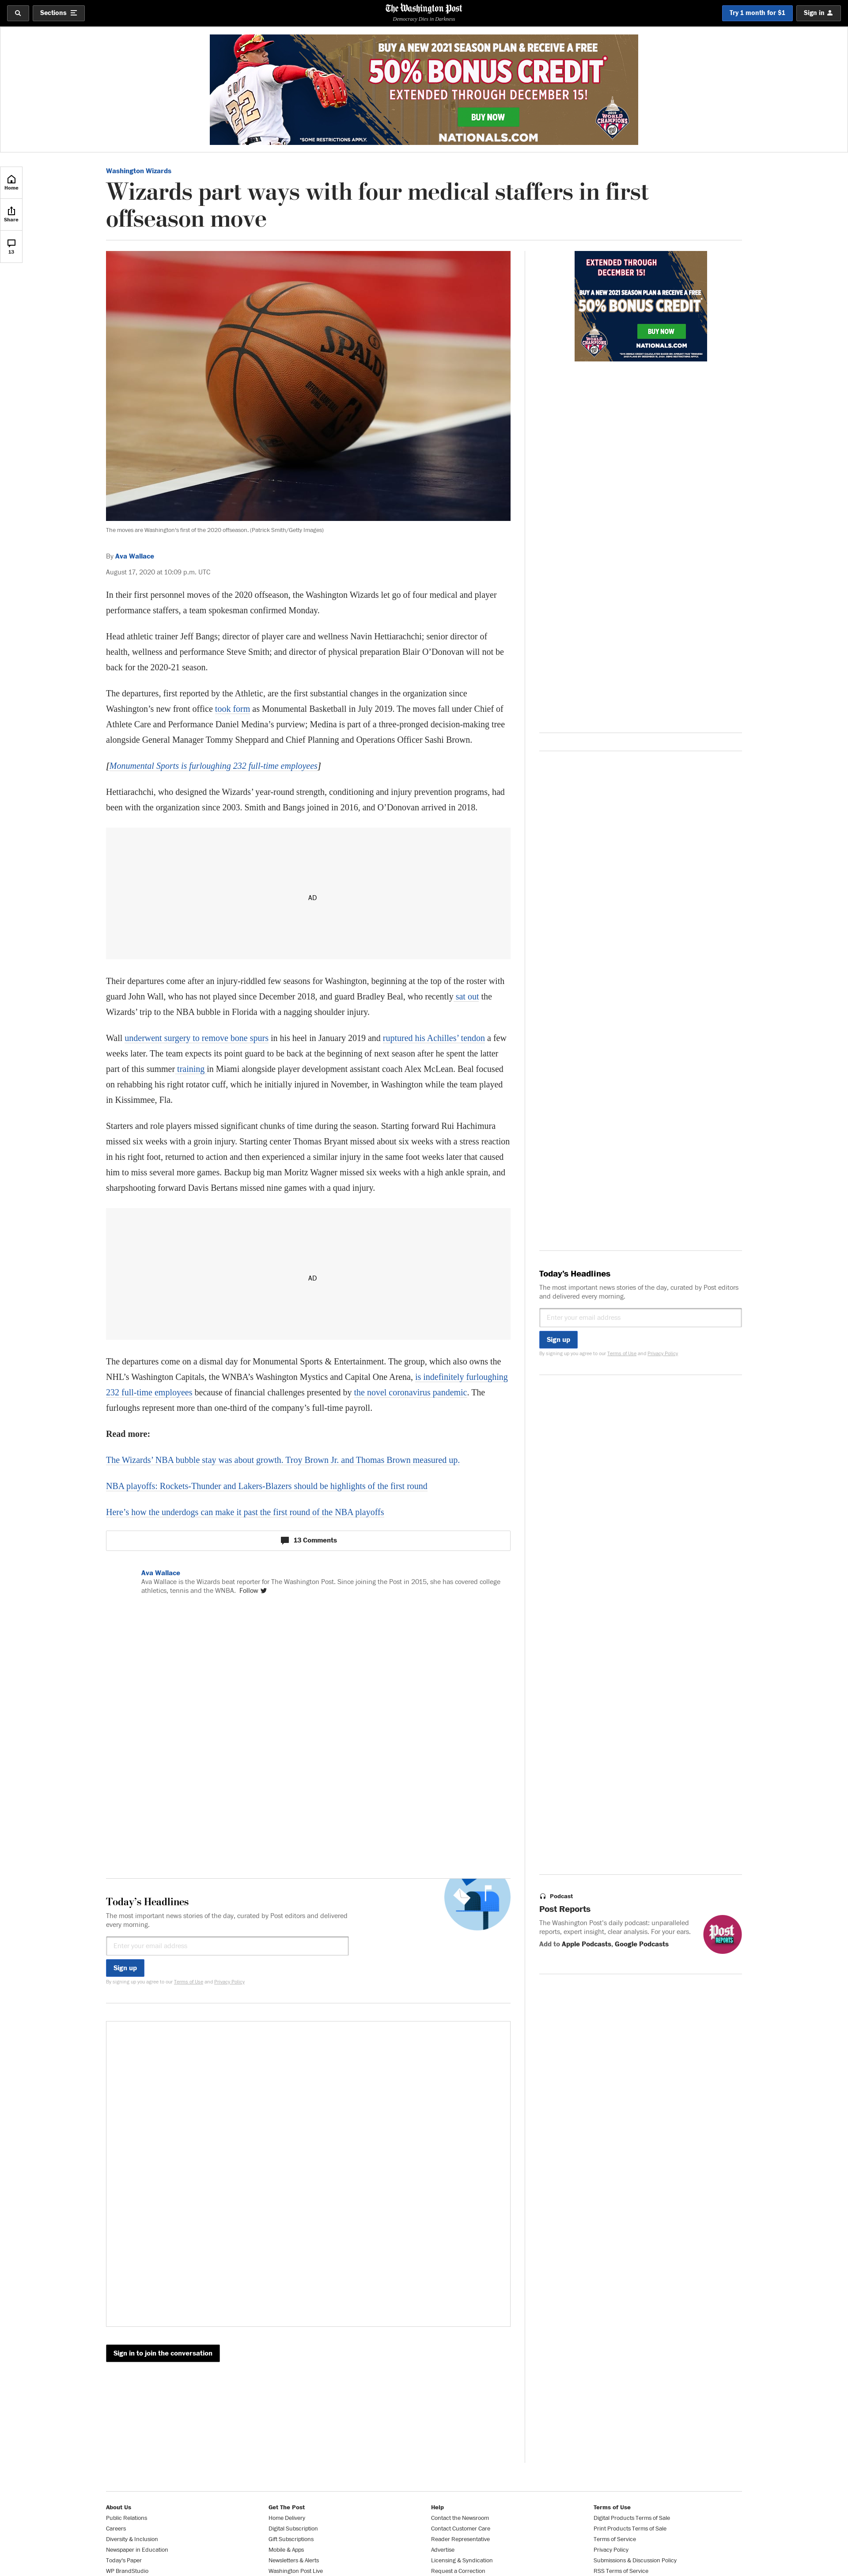 Sections
The Washington Post
Democracy Dies in Darkness
Try 1 month for $1
Sign in
BUY A NEW 2021 SEASON PLAN & RECEIVE A FREE
50% BONUS CREDIT*
EXTENDED THROUGH DECEMBER 15!
BUY NOW
*SOME RESTRICTIONS APPLY.
NATIONALS.COM
WORLD
CHAMPIONS
SOTO
22
Home
Share
13
Washington Wizards
Wizards part ways with four medical staffers in first
offseason move
SPALDING
The moves are Washington's first of the 2020 offseason. (Patrick Smith/Getty Images)
By Ava Wallace
August 17, 2020 at 10:09 p.m. UTC
In their first personnel moves of the 2020 offseason, the Washington Wizards let go of four medical and player
performance staffers, a team spokesman confirmed Monday.
Head athletic trainer Jeff Bangs; director of player care and wellness Navin Hettiarachchi; senior director of
health, wellness and performance Steve Smith; and director of physical preparation Blair O’Donovan will not be
back for the 2020-21 season.
The departures, first reported by the Athletic, are the first substantial changes in the organization since
Washington’s new front office took form as Monumental Basketball in July 2019. The moves fall under Chief of
Athlete Care and Performance Daniel Medina’s purview; Medina is part of a three-pronged decision-making tree
alongside General Manager Tommy Sheppard and Chief Planning and Operations Officer Sashi Brown.
[Monumental Sports is furloughing 232 full-time employees]
Hettiarachchi, who designed the Wizards’ year-round strength, conditioning and injury prevention programs, had
been with the organization since 2003. Smith and Bangs joined in 2016, and O’Donovan arrived in 2018.
AD
Their departures come after an injury-riddled few seasons for Washington, beginning at the top of the roster with
guard John Wall, who has not played since December 2018, and guard Bradley Beal, who recently sat out the
Wizards’ trip to the NBA bubble in Florida with a nagging shoulder injury.
Wall underwent surgery to remove bone spurs in his heel in January 2019 and ruptured his Achilles’ tendon a few
weeks later. The team expects its point guard to be back at the beginning of next season after he spent the latter
part of this summer training in Miami alongside player development assistant coach Alex McLean. Beal focused
on rehabbing his right rotator cuff, which he initially injured in November, in Washington while the team played
in Kissimmee, Fla.
Starters and role players missed significant chunks of time during the season. Starting forward Rui Hachimura
missed six weeks with a groin injury. Starting center Thomas Bryant missed about six weeks with a stress reaction
in his right foot, returned to action and then experienced a similar injury in the same foot weeks later that caused
him to miss several more games. Backup big man Moritz Wagner missed six weeks with a high ankle sprain, and
sharpshooting forward Davis Bertans missed nine games with a quad injury.
AD
The departures come on a dismal day for Monumental Sports & Entertainment. The group, which also owns the
NHL’s Washington Capitals, the WNBA’s Washington Mystics and Capital One Arena, is indefinitely furloughing
232 full-time employees because of financial challenges presented by the novel coronavirus pandemic. The
furloughs represent more than one-third of the company’s full-time payroll.
Read more:
The Wizards’ NBA bubble stay was about growth. Troy Brown Jr. and Thomas Brown measured up.
NBA playoffs: Rockets-Thunder and Lakers-Blazers should be highlights of the first round
Here’s how the underdogs can make it past the first round of the NBA playoffs
13 Comments
Ava Wallace
Ava Wallace is the Wizards beat reporter for The Washington Post. Since joining the Post in 2015, she has covered college
athletics, tennis and the WNBA. Follow
Today’s Headlines
The most important news stories of the day, curated by Post editors and delivered
every morning.
Enter your email address
Sign up
By signing up you agree to our Terms of Use and Privacy Policy
Sign in to join the conversation
EXTENDED THROUGH
DECEMBER 15!
BUY A NEW 2021 SEASON PLAN & RECEIVE A FREE
50% BONUS CREDIT*
BUY NOW
NATIONALS.COM
WORLD
CHAMPIONS
Today’s Headlines
The most important news stories of the day, curated by Post editors
and delivered every morning.
Enter your email address
Sign up
By signing up you agree to our Terms of Use and Privacy Policy
Podcast
Post Reports
The Washington Post's daily podcast: unparalleled
reports, expert insight, clear analysis. For your ears.
Add to Apple Podcasts, Google Podcasts
Post
REPORTS
About Us
Public Relations
Careers
Diversity & Inclusion
Newspaper in Education
Today's Paper
WP BrandStudio
Get The Post
Home Delivery
Digital Subscription
Gift Subscriptions
Mobile & Apps
Newsletters & Alerts
Washington Post Live
Help
Contact the Newsroom
Contact Customer Care
Reader Representative
Advertise
Licensing & Syndication
Request a Correction
Terms of Use
Digital Products Terms of Sale
Print Products Terms of Sale
Terms of Service
Privacy Policy
Submissions & Discussion Policy
RSS Terms of Service